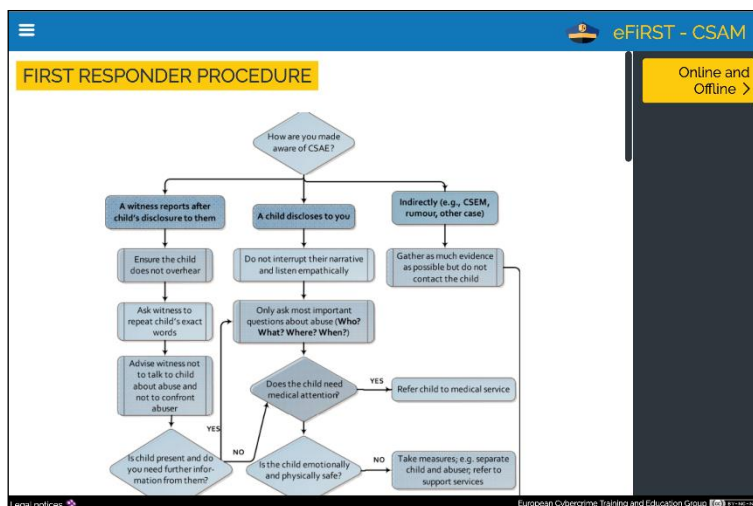 eFiRST - CSAM
FIRST RESPONDER PROCEDURE
Online and
Offline >
How are you made
aware of CSAE?
A witness reports after
child's disclosure to them
A child discloses to you
Indirectly (e.g., CSEM,
rumour, other case)
Ensure the child
does not overhear
Do not interrupt their narrative
and listen empathically
Gather as much evidence
as possible but do not
contact the child
Ask witness to
repeat child's exact
words
Only ask most important
questions about abuse (Who?
What? Where? When?)
Advise witness not
to talk to child
about abuse and
not to confront
abuser
Does the child need
medical attention?
YES
Refer child to medical service
YES
NO
Is child present and do
you need further infor-
mation from them?
Is the child emotionally
and physically safe?
NO
Take measures; e.g. separate
child and abuser; refer to
support services
Legal notices
European Cybercrime Training and Education Group